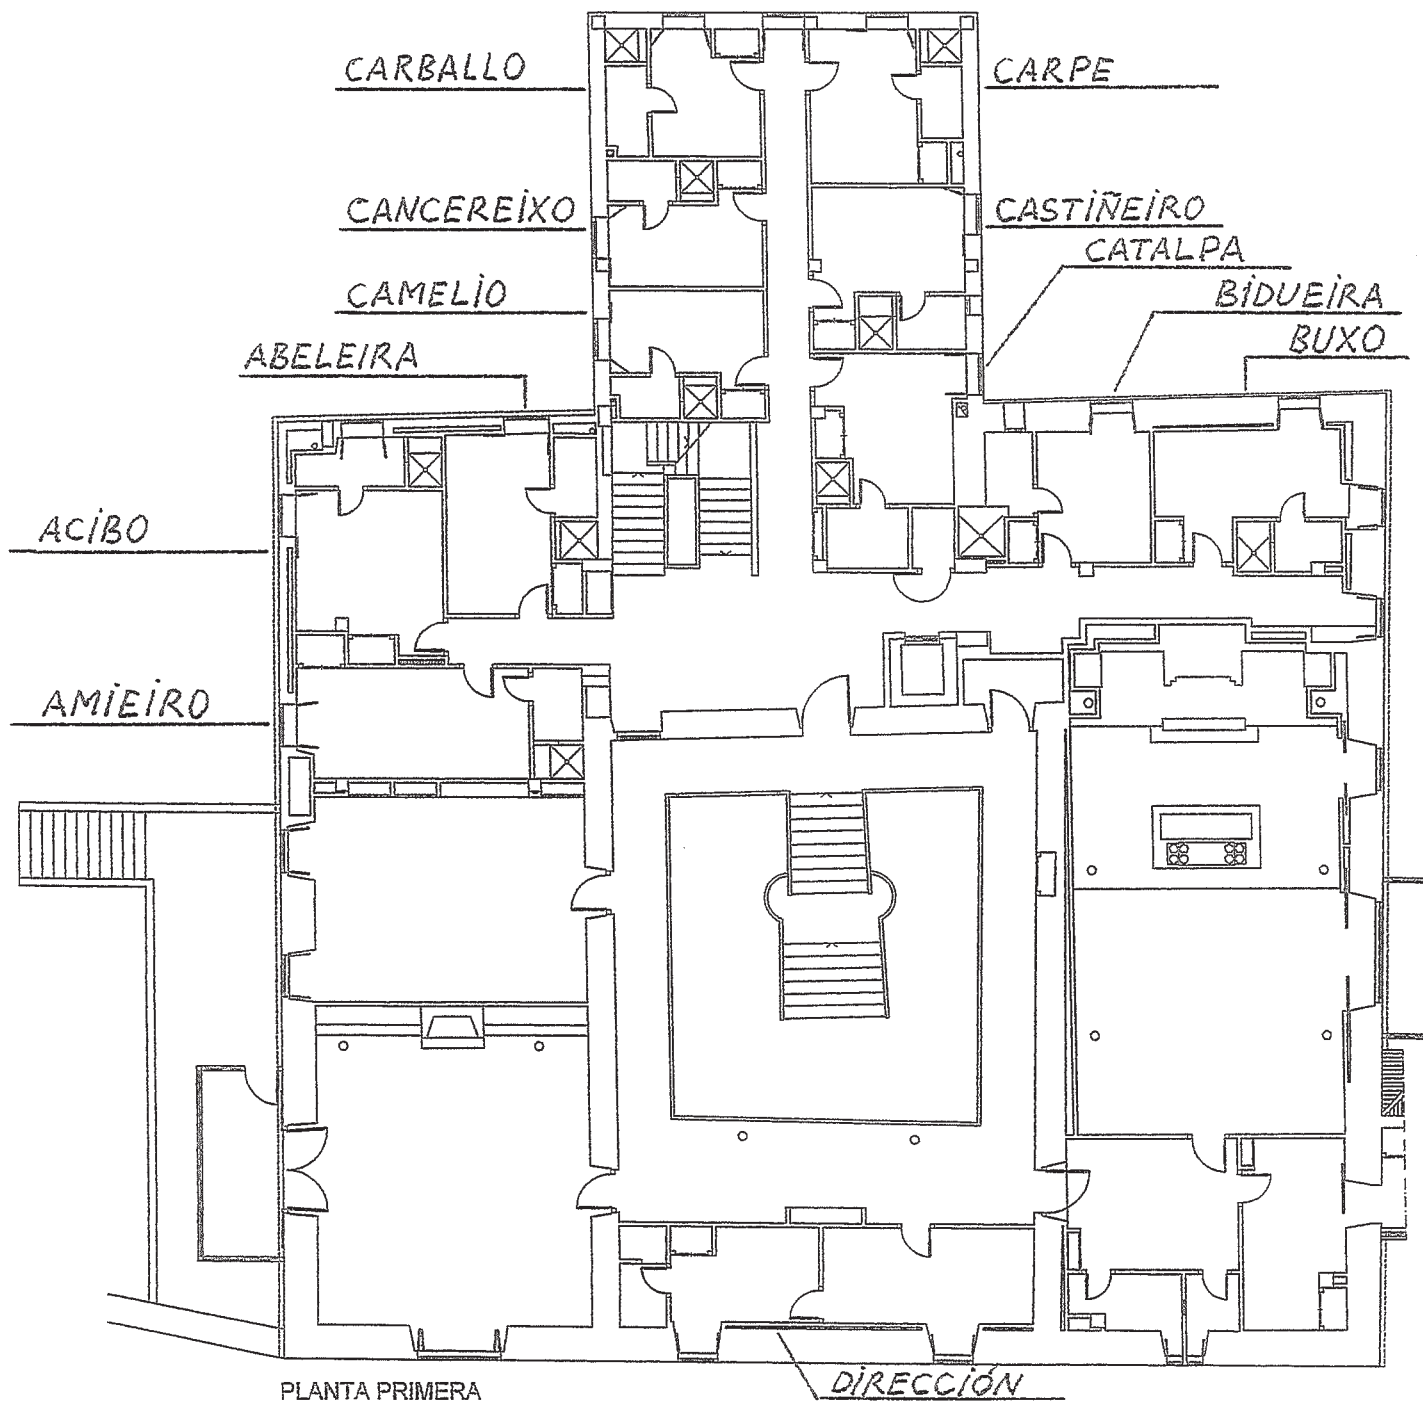 CARBALLO
CARPE
CANCEREIXO
CASTIÑEIRO
CATALPA
CAMELIO
BIDUEIRA
BUXO
ABELEIRA
ACIBO
AMIEIRO
DIRECCIÓN
PLANTA PRIMERA